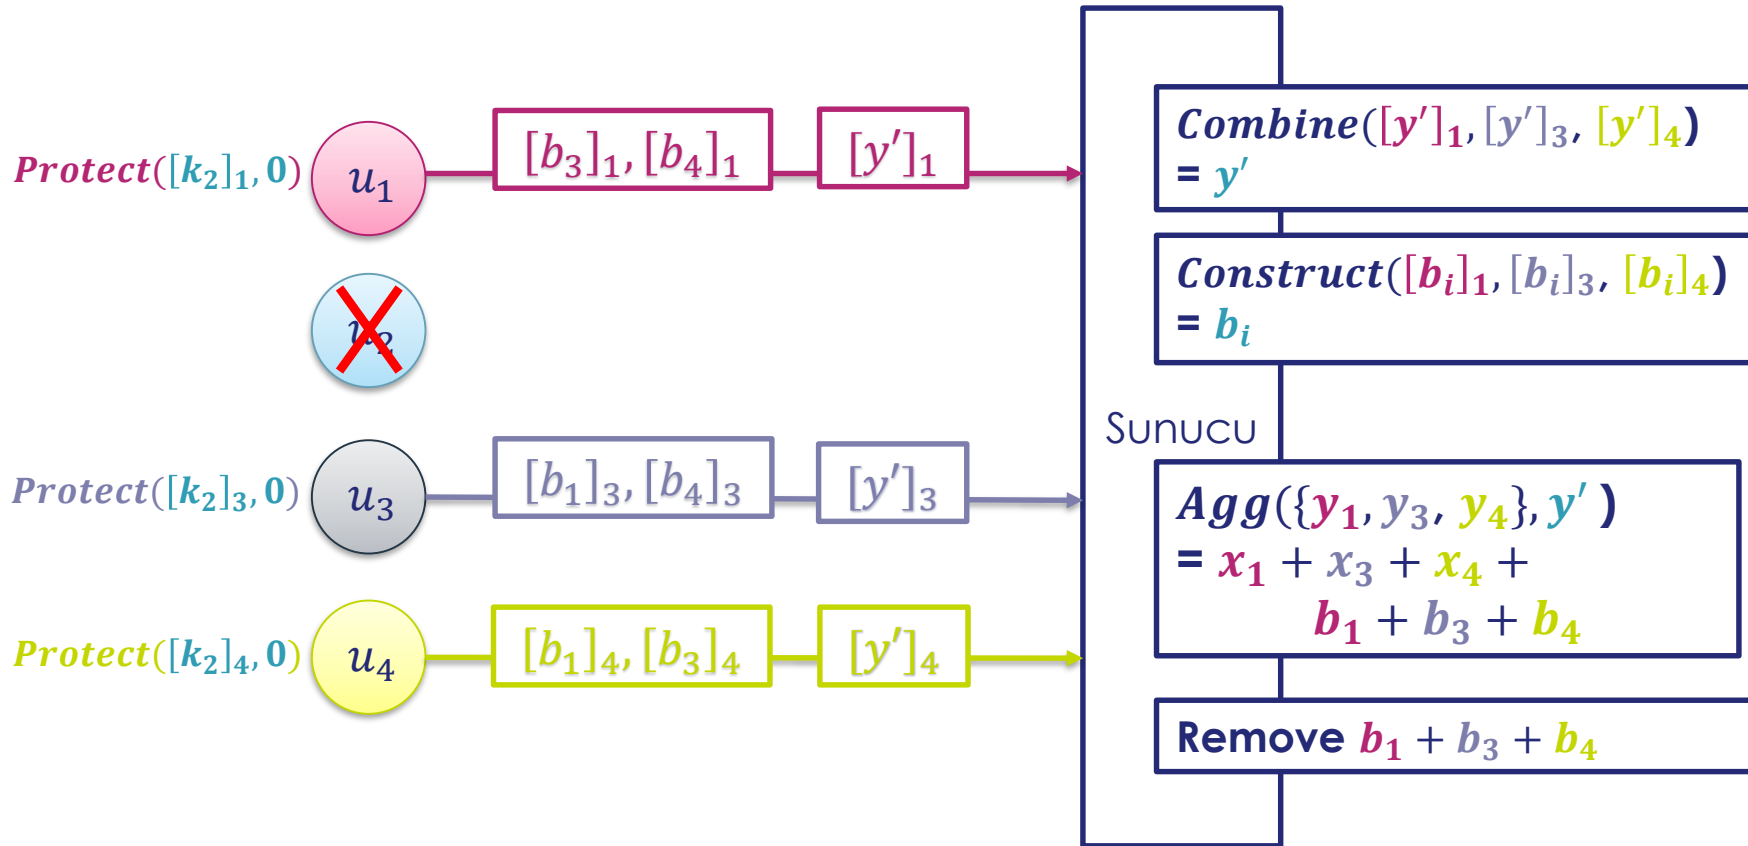 Protect([k₂]₁, 0)
u₁
[b₃]₁, [b₄]₁
[y′]₁
u₂
Protect([k₂]₃, 0)
u₃
[b₁]₃, [b₄]₃
[y′]₃
Protect([k₂]₄, 0)
u₄
[b₁]₄, [b₃]₄
[y′]₄
Sunucu
Combine([y′]₁, [y′]₃, [y′]₄)
= y′
Construct([bᵢ]₁, [bᵢ]₃, [bᵢ]₄)
= bᵢ
Agg({y₁, y₃, y₄}, y′ )
= x₁ + x₃ + x₄ +
b₁ + b₃ + b₄
Remove b₁ + b₃ + b₄